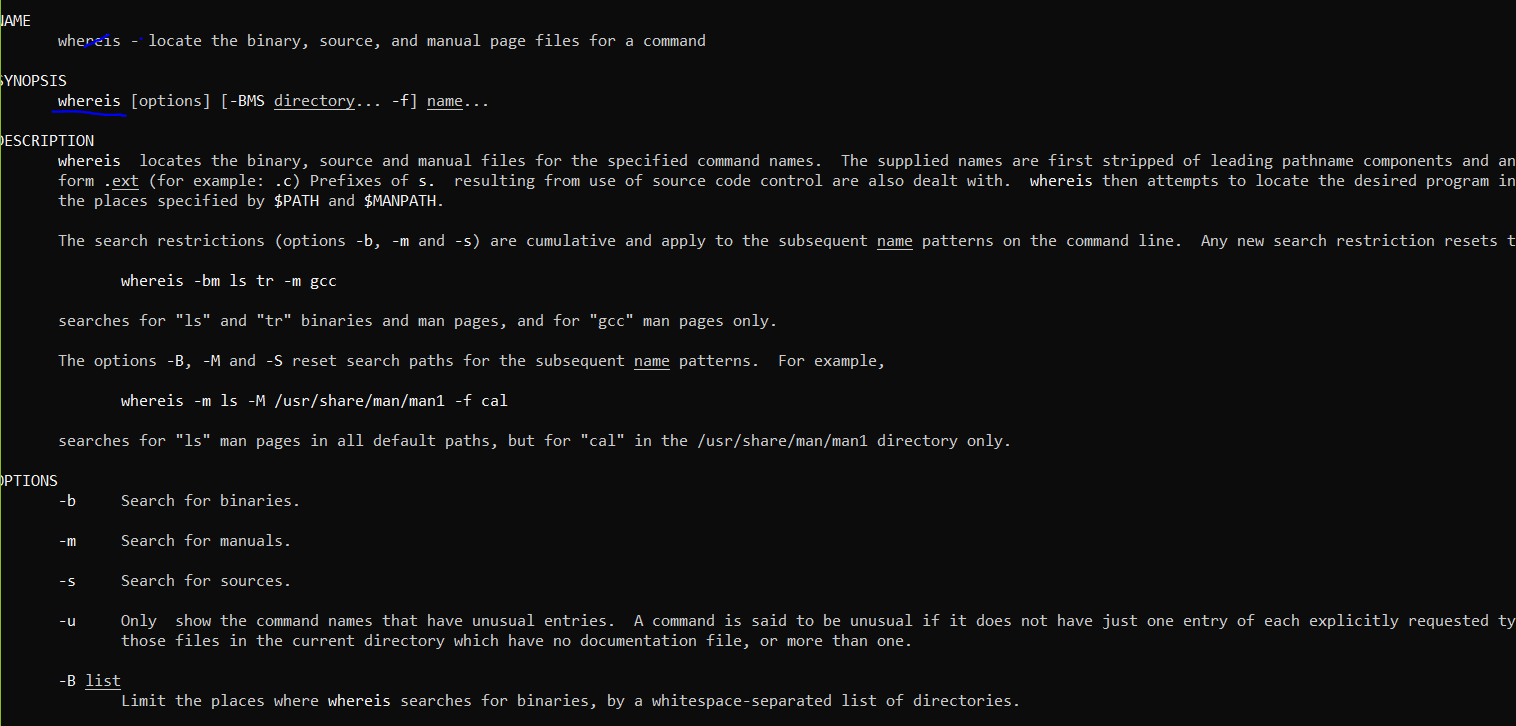 NAME
whereis - locate the binary, source, and manual page files for a command
SYNOPSIS
whereis [options] [-BMS directory... -f] name...
DESCRIPTION
whereis  locates the binary, source and manual files for the specified command names.  The supplied names are first stripped of leading pathname components and an
form .ext (for example: .c) Prefixes of s.  resulting from use of source code control are also dealt with.  whereis then attempts to locate the desired program in
the places specified by $PATH and $MANPATH.
The search restrictions (options -b, -m and -s) are cumulative and apply to the subsequent name patterns on the command line.  Any new search restriction resets t
whereis -bm ls tr -m gcc
searches for "ls" and "tr" binaries and man pages, and for "gcc" man pages only.
The options -B, -M and -S reset search paths for the subsequent name patterns.  For example,
whereis -m ls -M /usr/share/man/man1 -f cal
searches for "ls" man pages in all default paths, but for "cal" in the /usr/share/man/man1 directory only.
OPTIONS
-b     Search for binaries.
-m     Search for manuals.
-s     Search for sources.
-u     Only  show the command names that have unusual entries.  A command is said to be unusual if it does not have just one entry of each explicitly requested ty
those files in the current directory which have no documentation file, or more than one.
-B list
Limit the places where whereis searches for binaries, by a whitespace-separated list of directories.